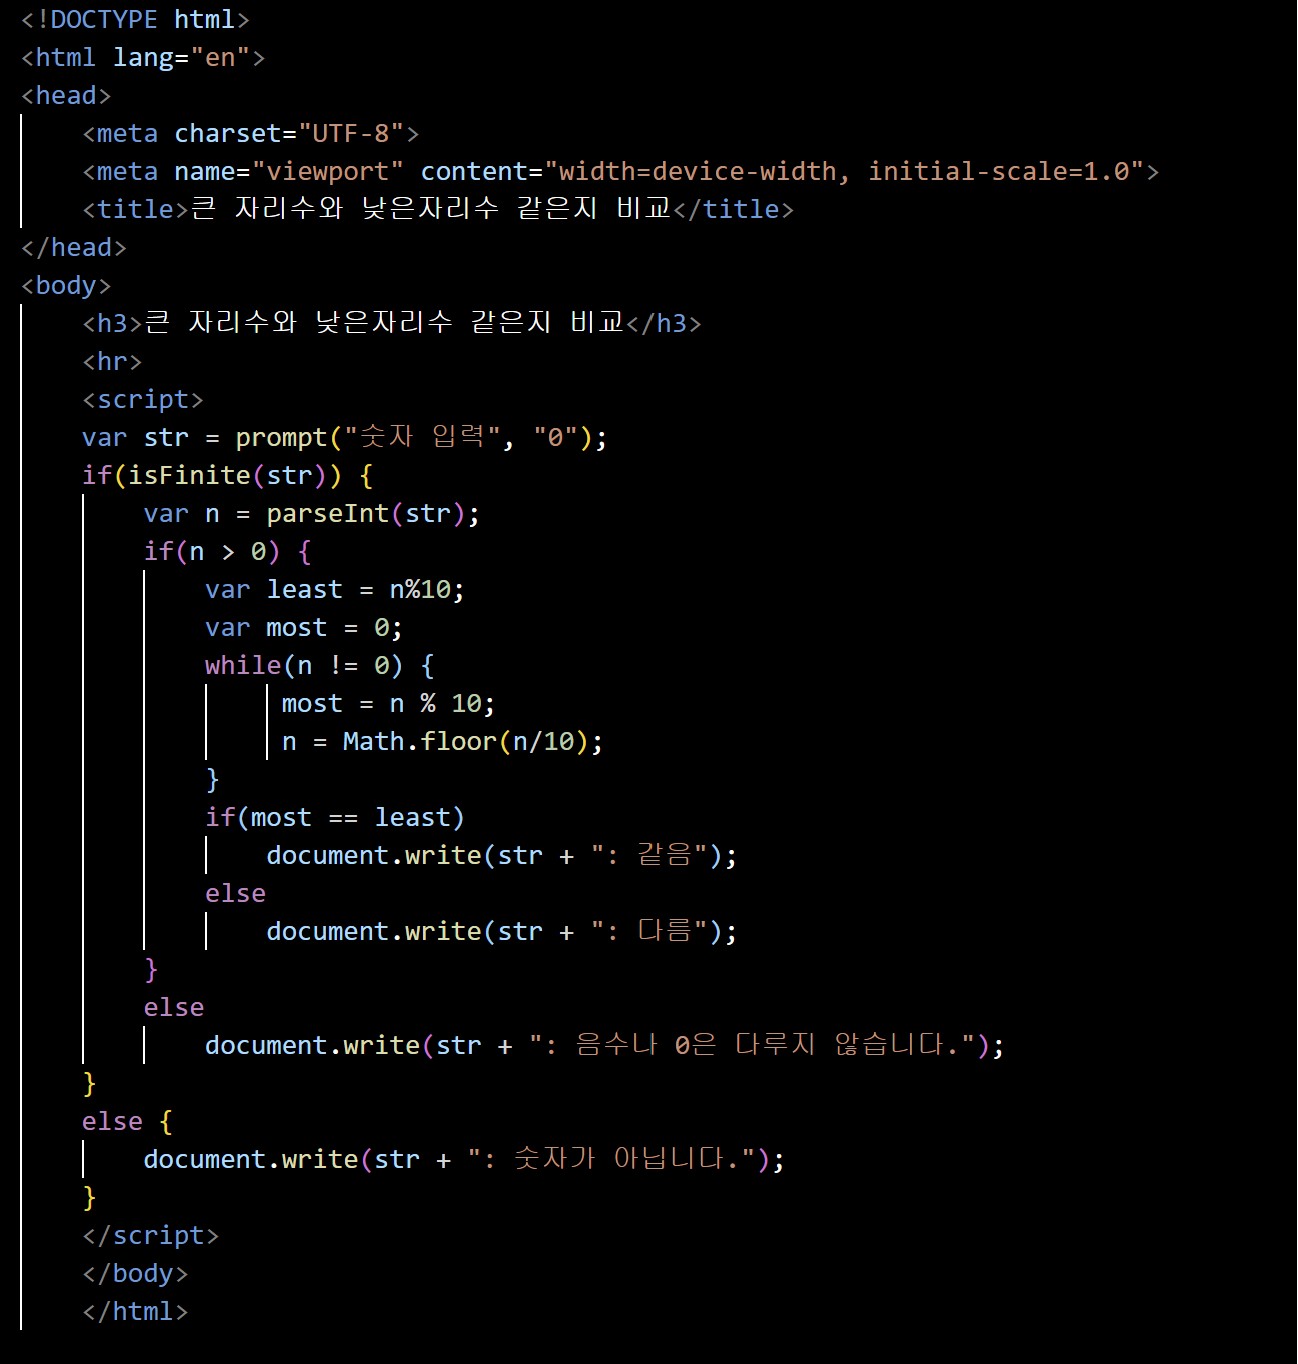 <!DOCTYPE html>
<html lang="en">
<head>
    <meta charset="UTF-8">
    <meta name="viewport" content="width=device-width, initial-scale=1.0">
    <title>큰 자리수와 낮은자리수 같은지 비교</title>
</head>
<body>
    <h3>큰 자리수와 낮은자리수 같은지 비교</h3>
    <hr>
    <script>
    var str = prompt("숫자 입력", "0");
    if(isFinite(str)) {
        var n = parseInt(str);
        if(n > 0) {
            var least = n%10;
            var most = 0;
            while(n != 0) {
                 most = n % 10;
                 n = Math.floor(n/10);
            }
            if(most == least)
                document.write(str + ": 같음");
            else
                document.write(str + ": 다름");
        }
        else
            document.write(str + ": 음수나 0은 다루지 않습니다.");
    }
    else {
        document.write(str + ": 숫자가 아닙니다.");
    }
    </script>
    </body>
    </html>